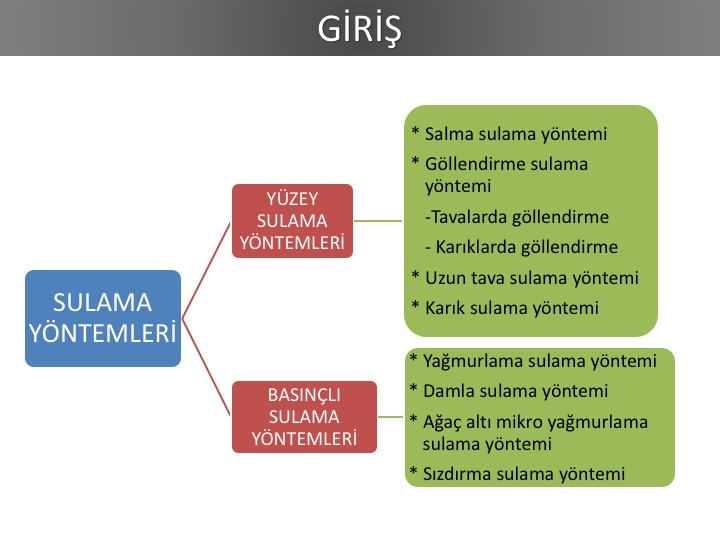 GİRİŞ
SULAMA
YÖNTEMLERİ
YÜZEY
SULAMA
YÖNTEMLERİ
* Salma sulama yöntemi
* Göllendirme sulama
yöntemi
-Tavalarda göllendirme
- Karıklarda göllendirme
* Uzun tava sulama yöntemi
* Karık sulama yöntemi
BASINÇLI
SULAMA
YÖNTEMLERİ
* Yağmurlama sulama yöntemi
* Damla sulama yöntemi
* Ağaç altı mikro yağmurlama
sulama yöntemi
* Sızdırma sulama yöntemi